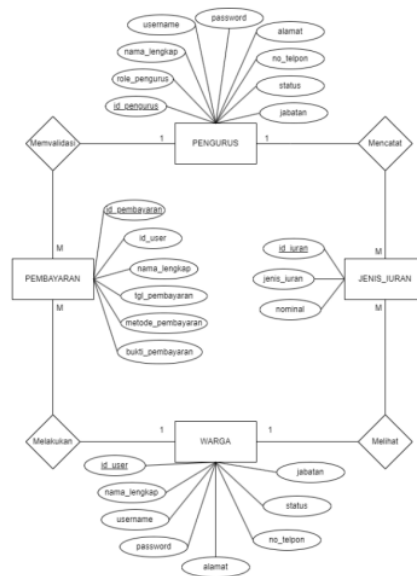 password
username
alamat
nama_lengkap
no_telpon
role_pengurus
status
id_pengurus
jabatan
Memvalidasi
1
PENGURUS
1
Mencatat
M
M
id_pembayaran
id_user
id_iuran
PEMBAYARAN
nama_lengkap
jenis_iuran
JENIS_IURAN
tgl_pembayaran
nominal
M
M
metode_pembayaran
bukti_pembayaran
Melakukan
1
WARGA
1
Melihat
id_user
jabatan
nama_lengkap
status
username
no_telpon
password
alamat